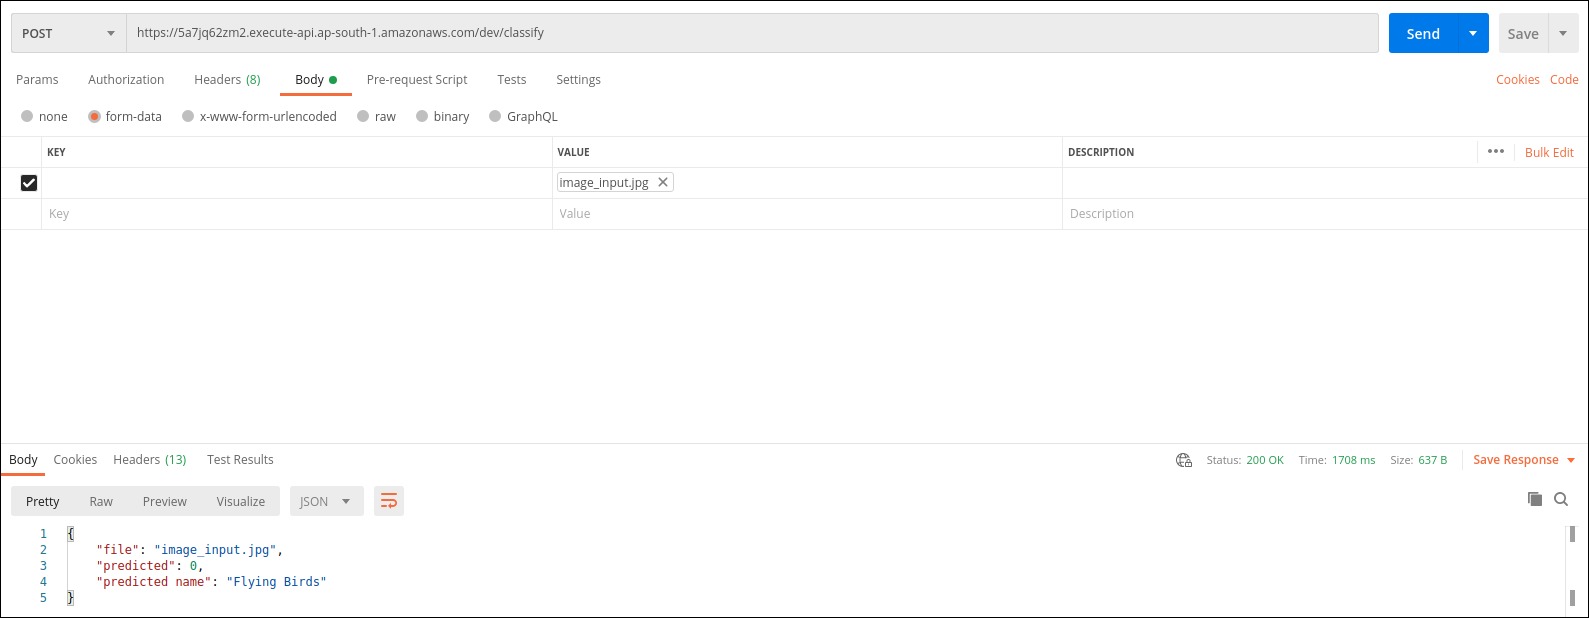 POST https://5a7jq62zm2.execute-api.ap-south-1.amazonaws.com/dev/classify Send Save
Params Authorization Headers (8) Body Pre-request Script Tests Settings Cookies Code
none form-data x-www-form-urlencoded raw binary GraphQL
KEY VALUE DESCRIPTION ••• Bulk Edit
image_input.jpg
Key Value Description
Body Cookies Headers (13) Test Results Status: 200 OK Time: 1708 ms Size: 637 B Save Response
Pretty Raw Preview Visualize JSON
1 {
2 "file": "image_input.jpg",
3 "predicted": 0,
4 "predicted name": "Flying Birds"
5 }